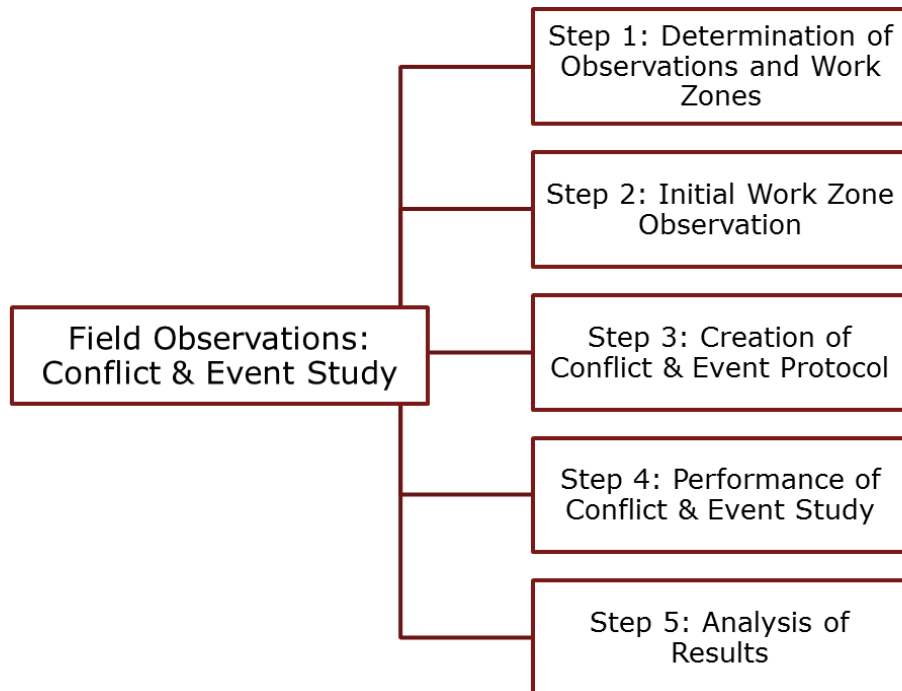 Step 1: Determination of
Observations and Work
Zones
Step 2: Initial Work Zone
Observation
Field Observations:
Conflict & Event Study
Step 3: Creation of
Conflict & Event Protocol
Step 4: Performance of
Conflict & Event Study
Step 5: Analysis of
Results